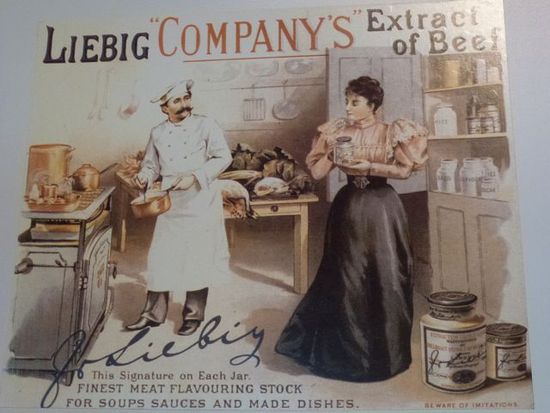 LIEBIG "COMPANY'S" Extract
of Beef
J v Liebig
This Signature on Each Jar.
FINEST MEAT FLAVOURING STOCK
FOR SOUPS SAUCES AND MADE DISHES.
BEWARE OF IMITATIONS.